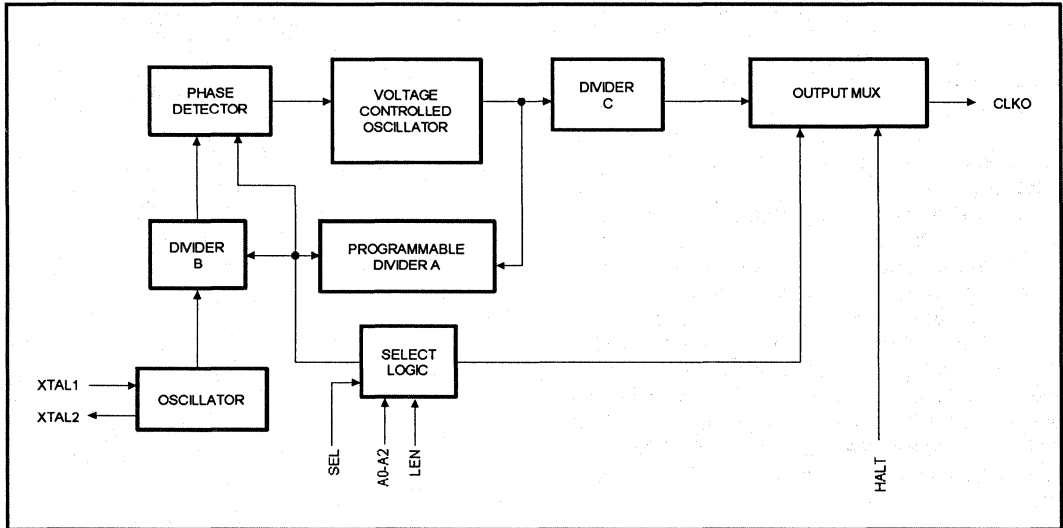 PHASE
DETECTOR
VOLTAGE
CONTROLLED
OSCILLATOR
DIVIDER
C
OUTPUT MUX
CLKO
DIVIDER
B
PROGRAMMABLE
DIVIDER A
SELECT
LOGIC
XTAL1
XTAL2
OSCILLATOR
SEL
A0-A2
LEN
HALT